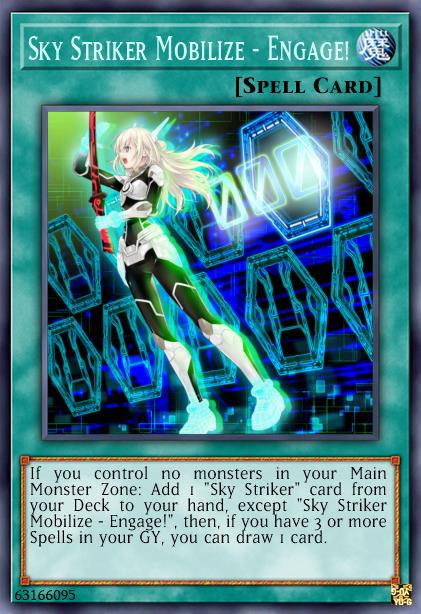 Sky Striker Mobilize - Engage!
魔
[Spell Card]
If you control no monsters in your Main
Monster Zone: Add 1 "Sky Striker" card from
your Deck to your hand, except "Sky Striker
Mobilize - Engage!", then, if you have 3 or more
Spells in your GY, you can draw 1 card.
63166095